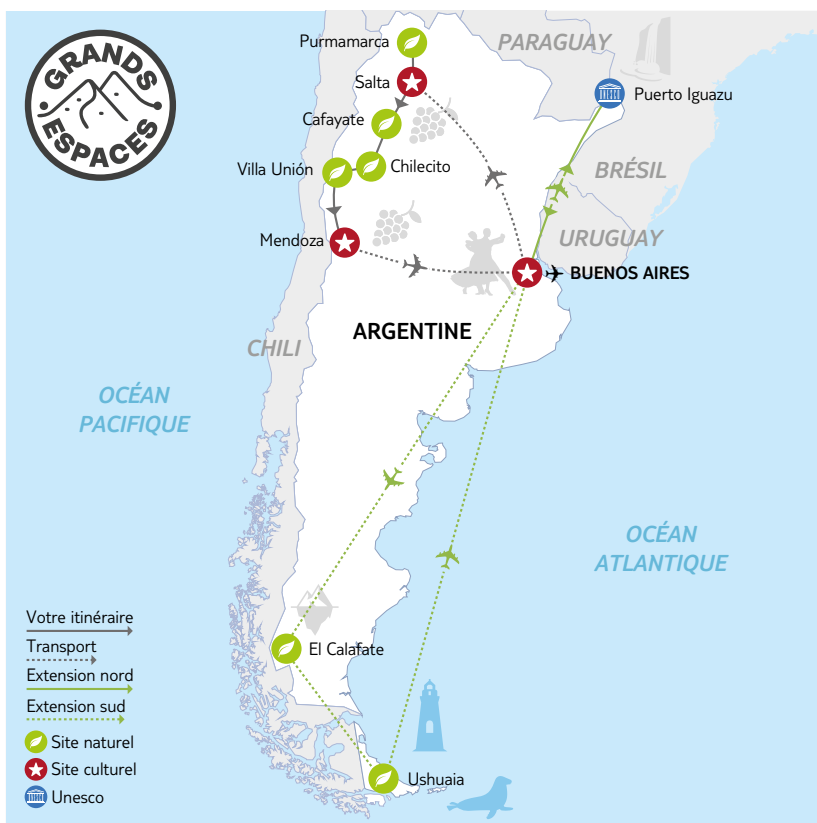 GRANDS
ESPACES
Purmamarca
PARAGUAY
Salta
Puerto Iguazu
Cafayate
Villa Unión
Chilecito
BRÉSIL
URUGUAY
Mendoza
BUENOS AIRES
ARGENTINE
CHILI
OCÉAN
PACIFIQUE
OCÉAN
ATLANTIQUE
Votre itinéraire
Transport
Extension nord
Extension sud
Site naturel
Site culturel
Unesco
El Calafate
Ushuaia